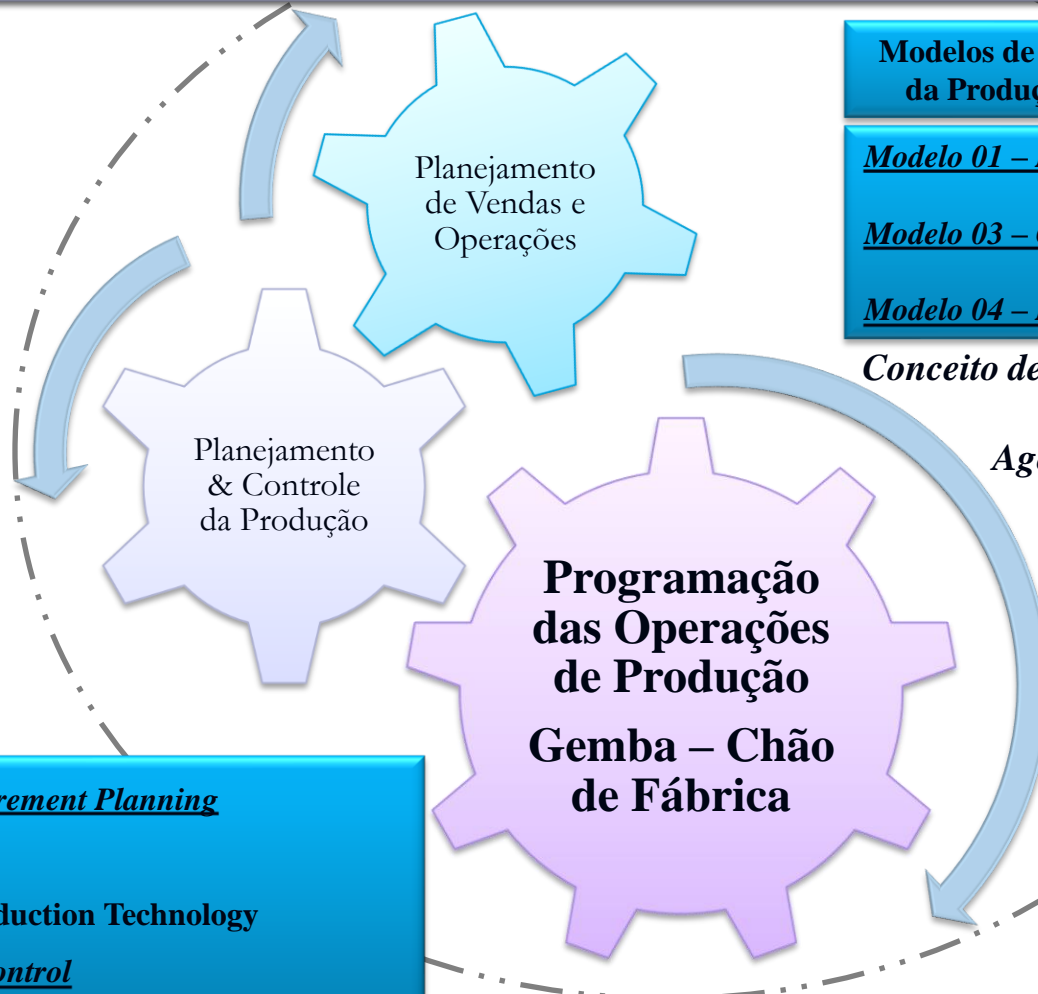 Planejamento
de Vendas e
Operações
Modelos de
da Produç
Modelo 01 –
Modelo 03 –
Modelo 04 –
Conceito de
Planejamento
& Controle
da Produção
Programação
das Operações
de Produção
Gemba – Chão
de Fábrica
rement Planning
duction Technology
ontrol